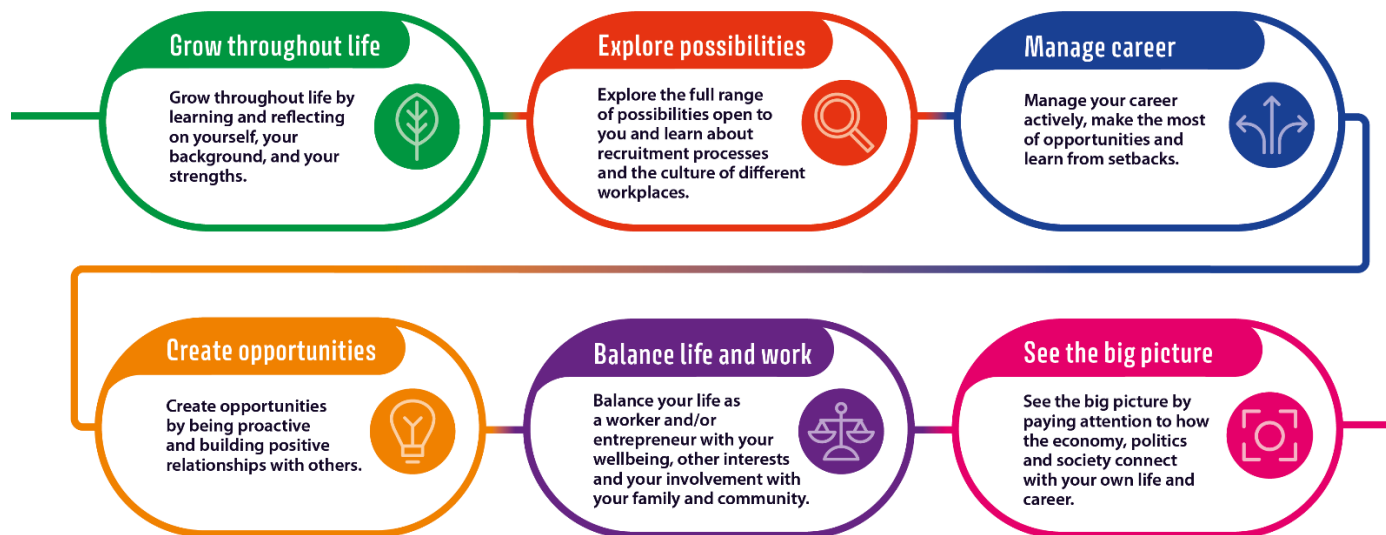 Grow throughout life
Grow throughout life by
learning and reflecting
on yourself, your
background, and your
strengths.
Explore possibilities
Explore the full range
of possibilities open to
you and learn about
recruitment processes
and the culture of different
workplaces.
Manage career
Manage your career
actively, make the most
of opportunities and
learn from setbacks.
Create opportunities
Create opportunities
by being proactive
and building positive
relationships with others.
Balance life and work
Balance your life as
a worker and/or
entrepreneur with your
wellbeing, other interests
and your involvement with
your family and community.
See the big picture
See the big picture by
paying attention to how
the economy, politics
and society connect
with your own life and
career.